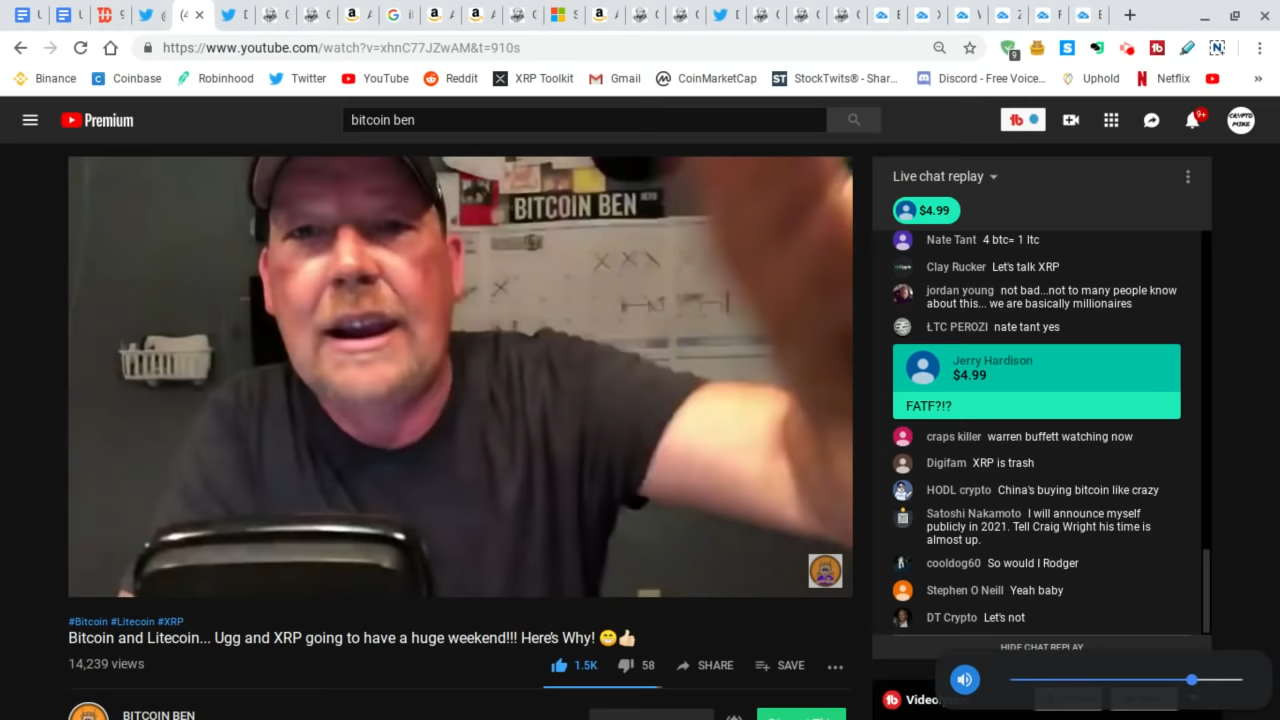 https://www.youtube.com/watch?v=xhnC77JZwAM&t=910s
9
Binance
Coinbase
Robinhood
Twitter
YouTube
Reddit
XRP Toolkit
Gmail
CoinMarketCap
StockTwits® - Shar...
Discord - Free Voice...
Uphold
Netflix
»
Premium
bitcoin ben
9+
CRYPTO
MIKE
BITCOIN BEN
Live chat replay
$4.99
Nate Tant 4 btc= 1 ltc
Clay Rucker Let's talk XRP
jordan young not bad...not to many people know
about this... we are basically millionaires
ŁTC PEROZI nate tant yes
Jerry Hardison
$4.99
FATF?!?
craps killer warren buffett watching now
Digifam XRP is trash
HODL crypto China's buying bitcoin like crazy
Satoshi Nakamoto I will announce myself
publicly in 2021. Tell Craig Wright his time is
almost up.
cooldog60 So would I Rodger
Stephen O Neill Yeah baby
DT Crypto Let's not
HIDE CHAT REPLAY
#Bitcoin #Litecoin #XRP
Bitcoin and Litecoin... Ugg and XRP going to have a huge weekend!!! Here's Why! 😁👍🏻
14,239 views
1.5K
58
SHARE
SAVE
BITCOIN BEN